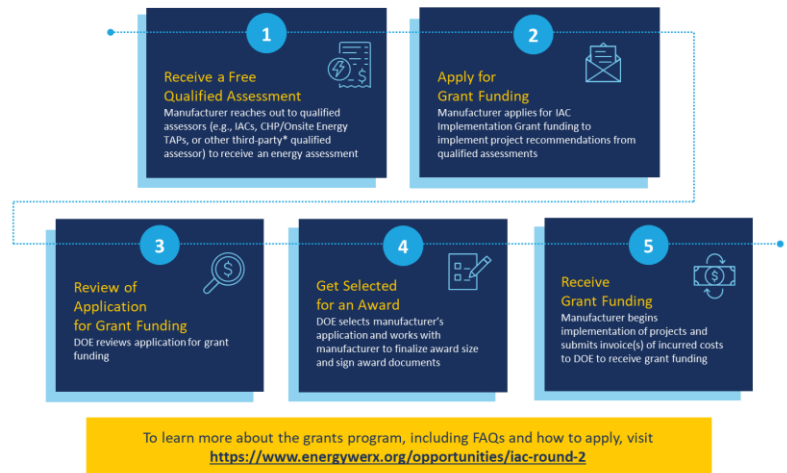 1
Receive a Free
Qualified Assessment
Manufacturer reaches out to qualified
assessors (e.g., IACs, CHP/Onsite Energy
TAPs, or other third-party* qualified
assessor) to receive an energy assessment
2
Apply for
Grant Funding
Manufacturer applies for IAC
Implementation Grant funding to
implement project recommendations from
qualified assessments
3
Review of
Application
for Grant Funding
DOE reviews application for grant
funding
4
Get Selected
for an Award
DOE selects manufacturer's
application and works with
manufacturer to finalize award size
and sign award documents
5
Receive
Grant Funding
Manufacturer begins
implementation of projects and
submits invoice(s) of incurred costs
to DOE to receive grant funding
To learn more about the grants program, including FAQs and how to apply, visit
https://www.energywerx.org/opportunities/iac-round-2